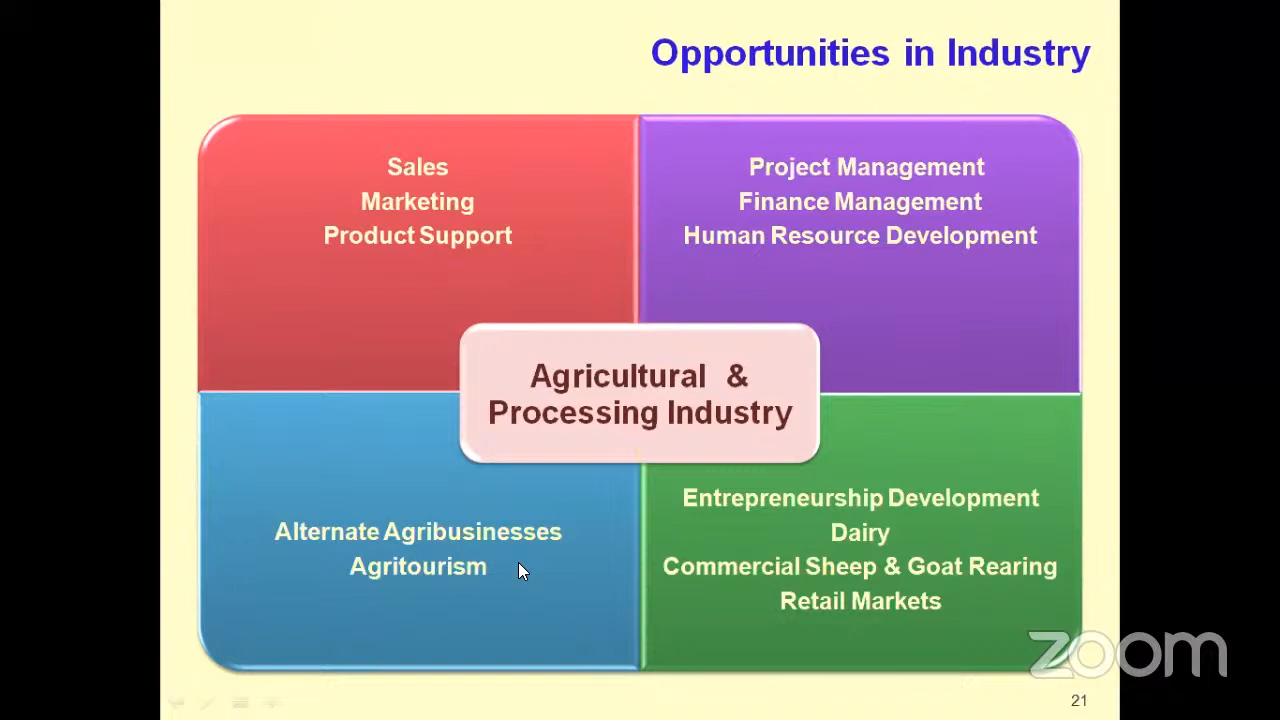 Opportunities in Industry
Sales
Marketing
Product Support
Project Management
Finance Management
Human Resource Development
Agricultural &
Processing Industry
Alternate Agribusinesses
Agritourism
Entrepreneurship Development
Dairy
Commercial Sheep & Goat Rearing
Retail Markets
zoom
21